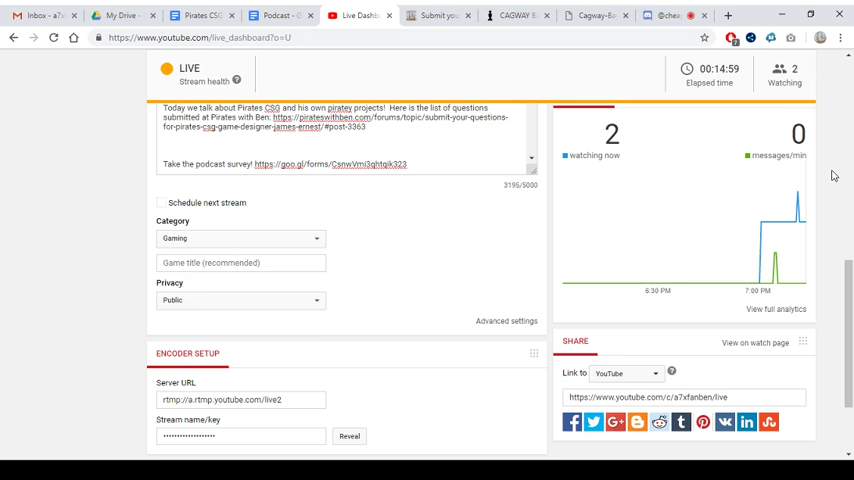 Inbox - a7x
My Drive -
Pirates CSG
Podcast - G
Live Dashb
Submit you
CAGWAY B
Cagway-Ba
@cheap
https://www.youtube.com/live_dashboard?o=U
7
LIVE
Stream health ?
00:14:59
Elapsed time
2
Watching
Today we talk about Pirates CSG and his own piratey projects! Here is the list of questions
submitted at Pirates with Ben: https://pirateswithben.com/forums/topic/submit-your-questions-
for-pirates-csg-game-designer-james-ernest/#post-3363
Take the podcast survey! https://goo.gl/forms/CsnwVmi3qhtqik323
3195/5000
Schedule next stream
Category
Gaming
Game title (recommended)
Privacy
Public
Advanced settings
ENCODER SETUP
Server URL
rtmp://a.rtmp.youtube.com/live2
Stream name/key
Reveal
2
watching now
0
messages/min
6:30 PM
7:00 PM
View full analytics
SHARE
View on watch page
Link to
YouTube
?
https://www.youtube.com/c/a7xfanben/live